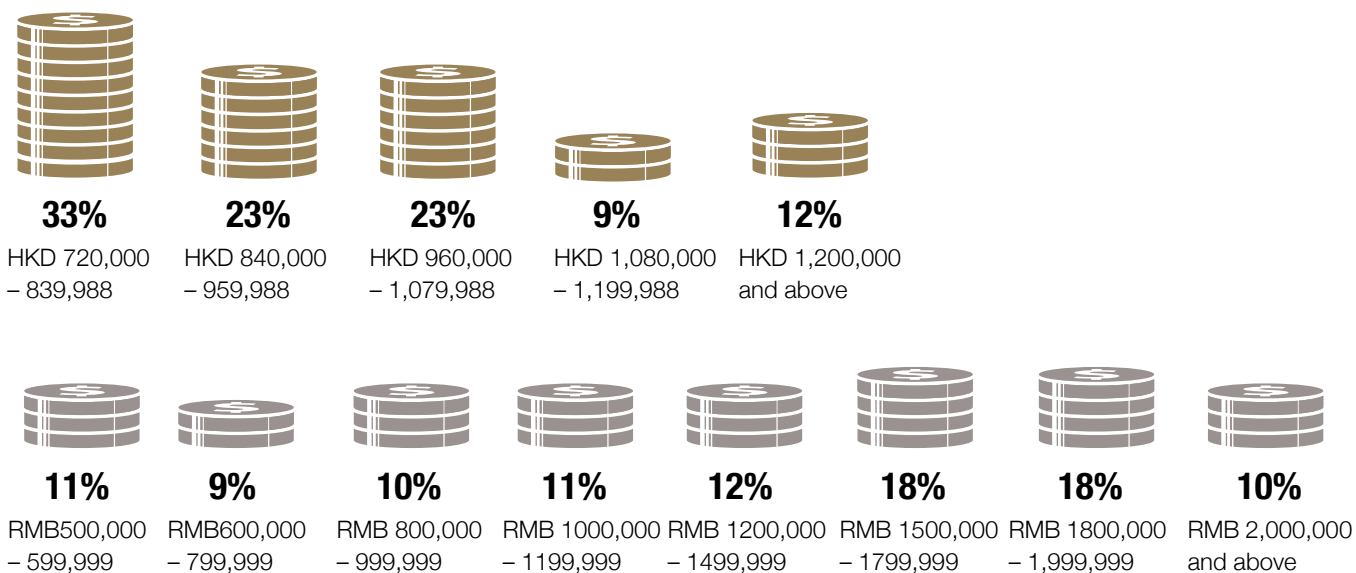 33%
HKD 720,000
– 839,988
23%
HKD 840,000
– 959,988
23%
HKD 960,000
– 1,079,988
9%
HKD 1,080,000
– 1,199,988
12%
HKD 1,200,000
and above
11%
RMB500,000
– 599,999
9%
RMB600,000
– 799,999
10%
RMB 800,000
– 999,999
11%
RMB 1000,000
– 1199,999
12%
RMB 1200,000
– 1499,999
18%
RMB 1500,000
– 1799,999
18%
RMB 1800,000
– 1,999,999
10%
RMB 2,000,000
and above